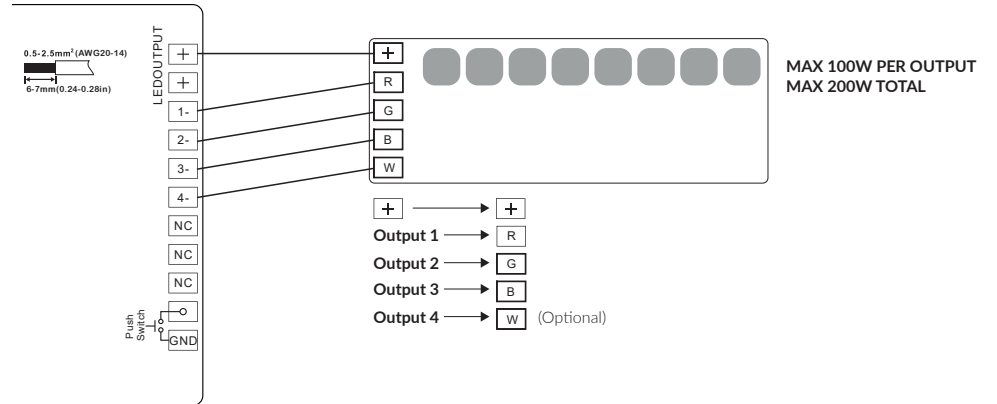 0.5-2.5mm²(AWG20-14)
6-7mm(0.24-0.28in)
LEDOUTPUT
+
+
1-
2-
3-
4-
NC
NC
NC
Push
Switch
GND
+
R
G
B
W
MAX 100W PER OUTPUT
MAX 200W TOTAL
+ +
Output 1 R
Output 2 G
Output 3 B
Output 4 W (Optional)